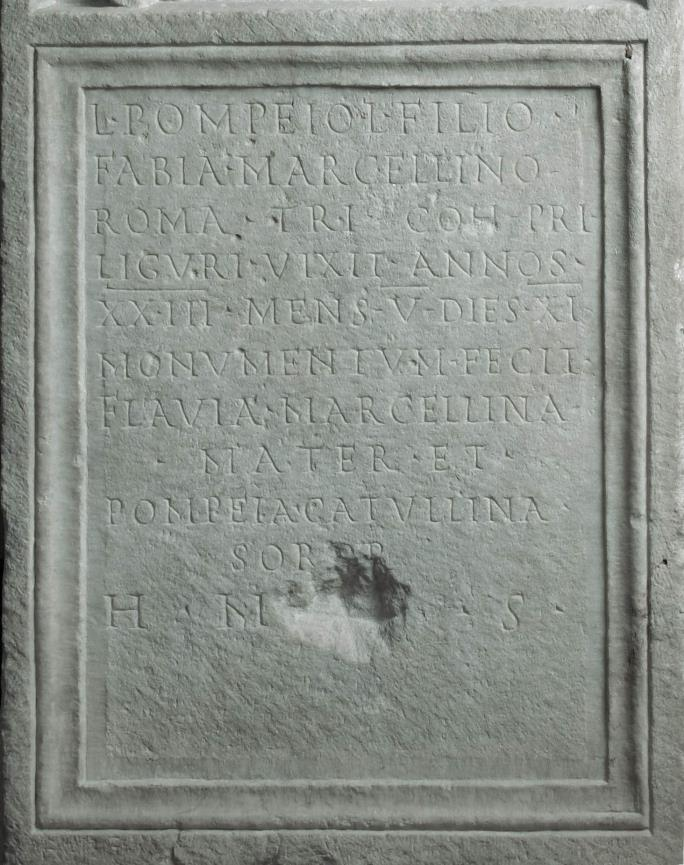 L·POMPEIO·L·FILIO·
FABIA·MARCELLINO·
ROMA·TRI·COH·PRI·
LIGVRI·VIXIT·ANNOS·
XXIII·MENS·V·DIES·XI
MONVMENTVM·FECIT·
FLAVIA·MARCELLINA·
·MATER·ET·
POMPEIA·CATVLLINA·
H·M · S·